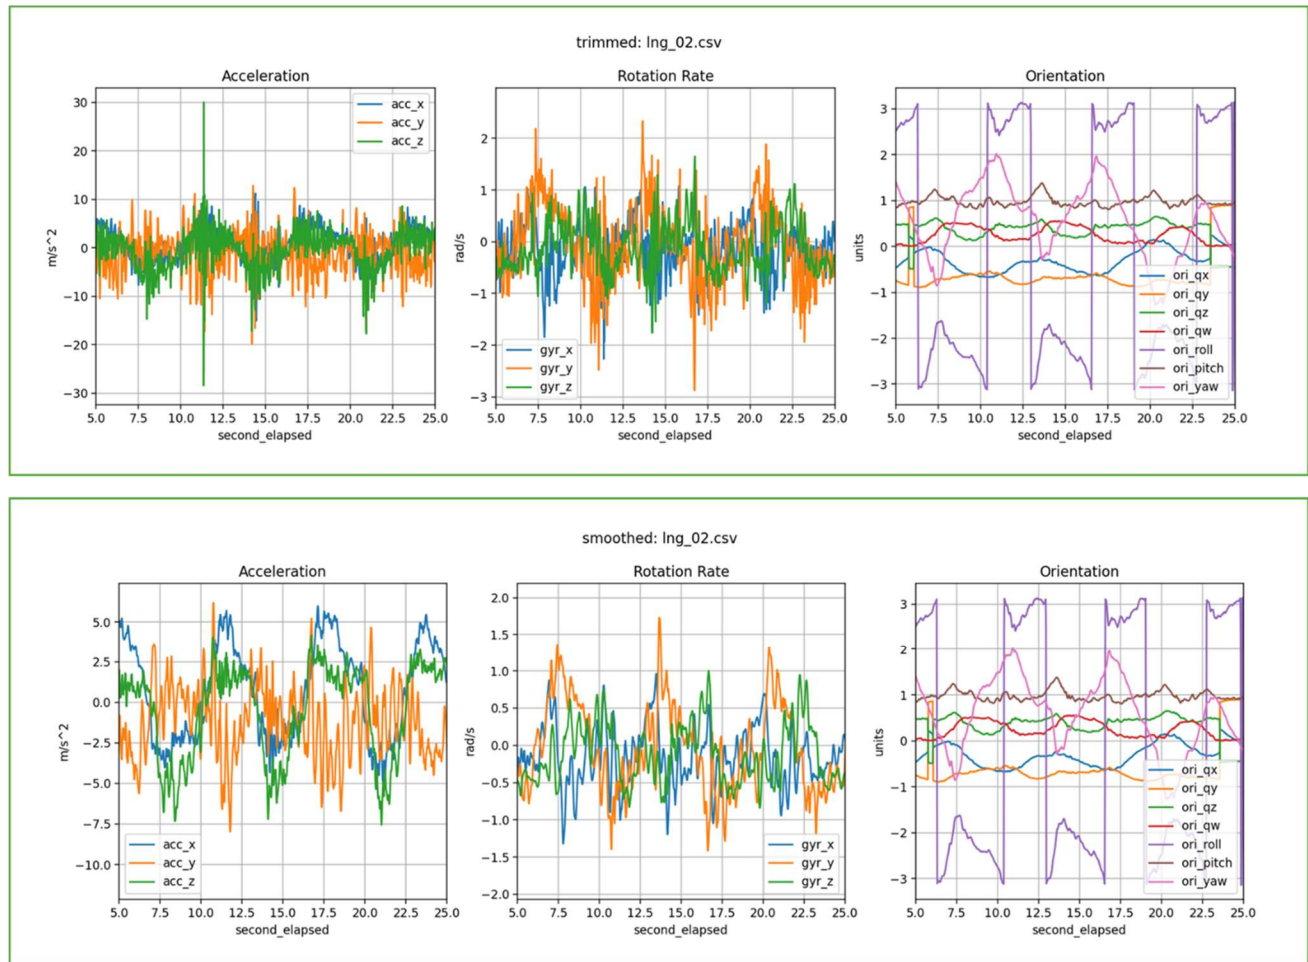 trimmed: lng_02.csv
Acceleration
Rotation Rate
Orientation
30
20
10
0
−10
−20
−30
m/s^2
acc_x
acc_y
acc_z
5.0 7.5 10.0 12.5 15.0 17.5 20.0 22.5 25.0
second_elapsed
2
1
0
−1
−2
−3
rad/s
gyr_x
gyr_y
gyr_z
5.0 7.5 10.0 12.5 15.0 17.5 20.0 22.5 25.0
second_elapsed
3
2
1
0
−1
−2
−3
units
ori_qx
ori_qy
ori_qz
ori_qw
ori_roll
ori_pitch
ori_yaw
5.0 7.5 10.0 12.5 15.0 17.5 20.0 22.5 25.0
second_elapsed
smoothed: lng_02.csv
Acceleration
Rotation Rate
Orientation
5.0
2.5
0.0
−2.5
−5.0
−7.5
−10.0
m/s^2
acc_x
acc_y
acc_z
5.0 7.5 10.0 12.5 15.0 17.5 20.0 22.5 25.0
second_elapsed
2.0
1.5
1.0
0.5
0.0
−0.5
−1.0
−1.5
−2.0
rad/s
gyr_x
gyr_y
gyr_z
5.0 7.5 10.0 12.5 15.0 17.5 20.0 22.5 25.0
second_elapsed
3
2
1
0
−1
−2
−3
units
ori_qx
ori_qy
ori_qz
ori_qw
ori_roll
ori_pitch
ori_yaw
5.0 7.5 10.0 12.5 15.0 17.5 20.0 22.5 25.0
second_elapsed